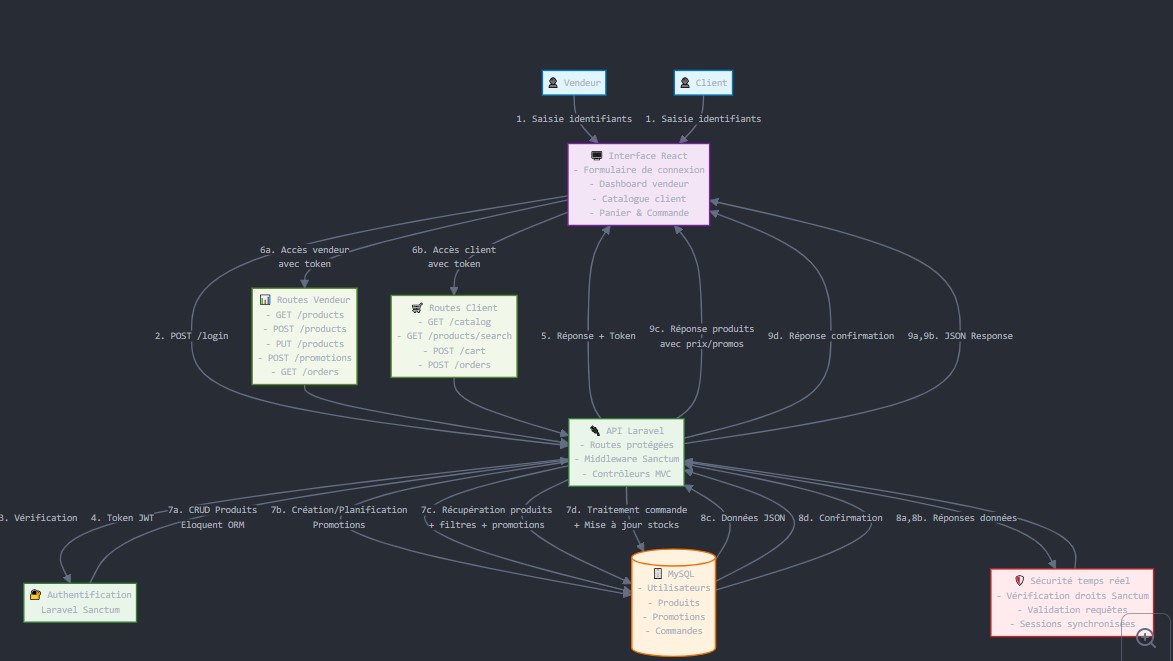 Vendeur
Client
1. Saisie identifiants
1. Saisie identifiants
Interface React
- Formulaire de connexion
- Dashboard vendeur
- Catalogue client
- Panier & Commande
6a. Accès vendeur
avec token
6b. Accès client
avec token
Routes Vendeur
- GET /products
- POST /products
- PUT /products
- POST /promotions
- GET /orders
Routes Client
- GET /catalog
- GET /products/search
- POST /cart
- POST /orders
2. POST /login
5. Réponse + Token
9c. Réponse produits
avec prix/promos
9d. Réponse confirmation
9a,9b. JSON Response
API Laravel
- Routes protégées
- Middleware Sanctum
- Contrôleurs MVC
3. Vérification
4. Token JWT
7a. CRUD Produits
Eloquent ORM
7b. Création/Planification
Promotions
7c. Récupération produits
+ filtres + promotions
7d. Traitement commande
+ Mise à jour stocks
8c. Données JSON
8d. Confirmation
8a,8b. Réponses données
Authentification
Laravel Sanctum
MySQL
- Utilisateurs
- Produits
- Promotions
- Commandes
Sécurité temps réel
- Vérification droits Sanctum
- Validation requêtes
- Sessions synchronisées